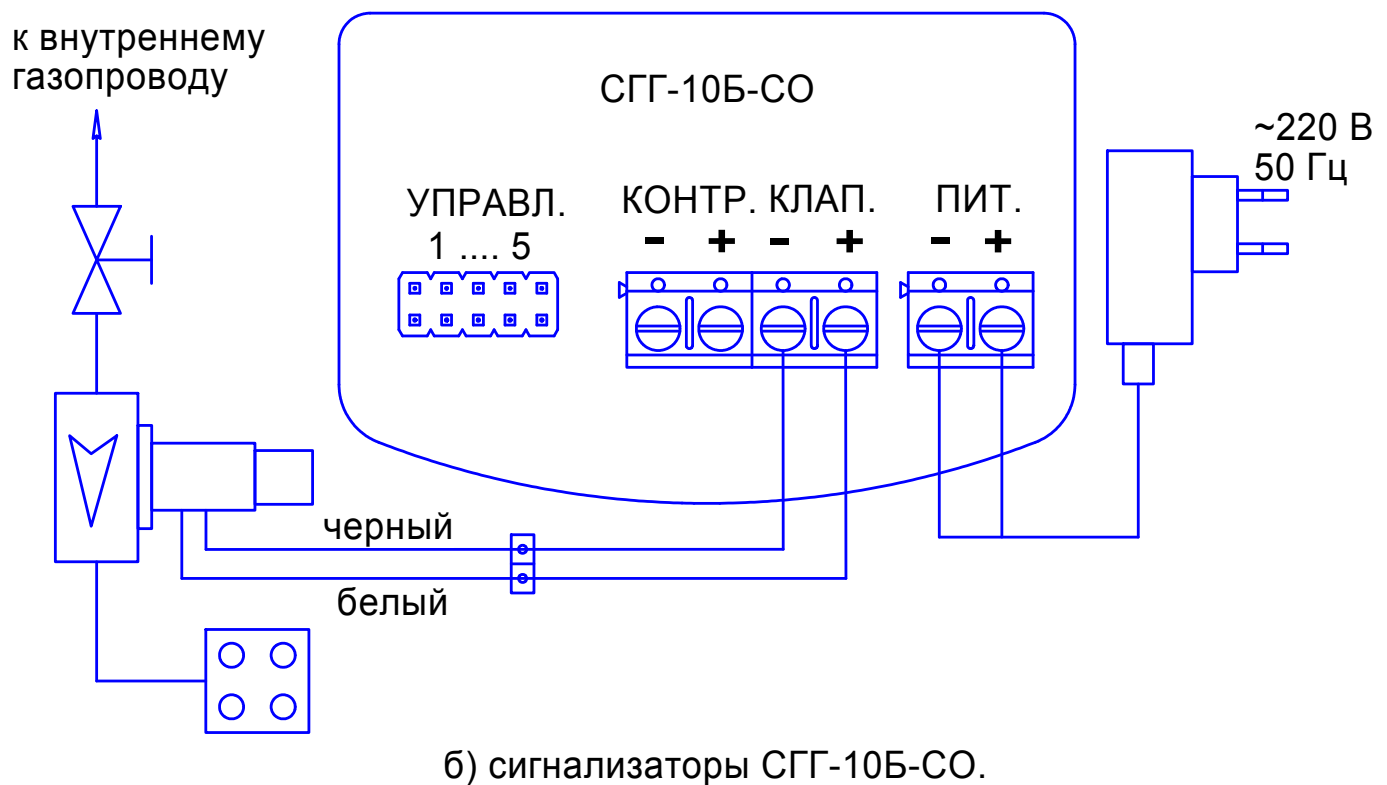 к внутреннему
газопроводу
СГГ-10Б-СО
~220 В
50 Гц
УПРАВЛ. КОНТР. КЛАП. ПИТ.
1 .... 5 - + - + - +
черный
белый
б) сигнализаторы СГГ-10Б-СО.